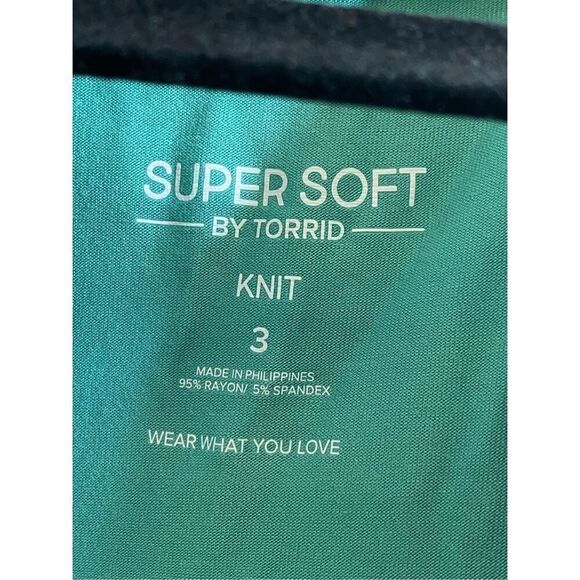 SUPER SOFT
BY TORRID
KNIT
3
MADE IN PHILIPPINES
95% RAYON/ 5% SPANDEX
WEAR WHAT YOU LOVE